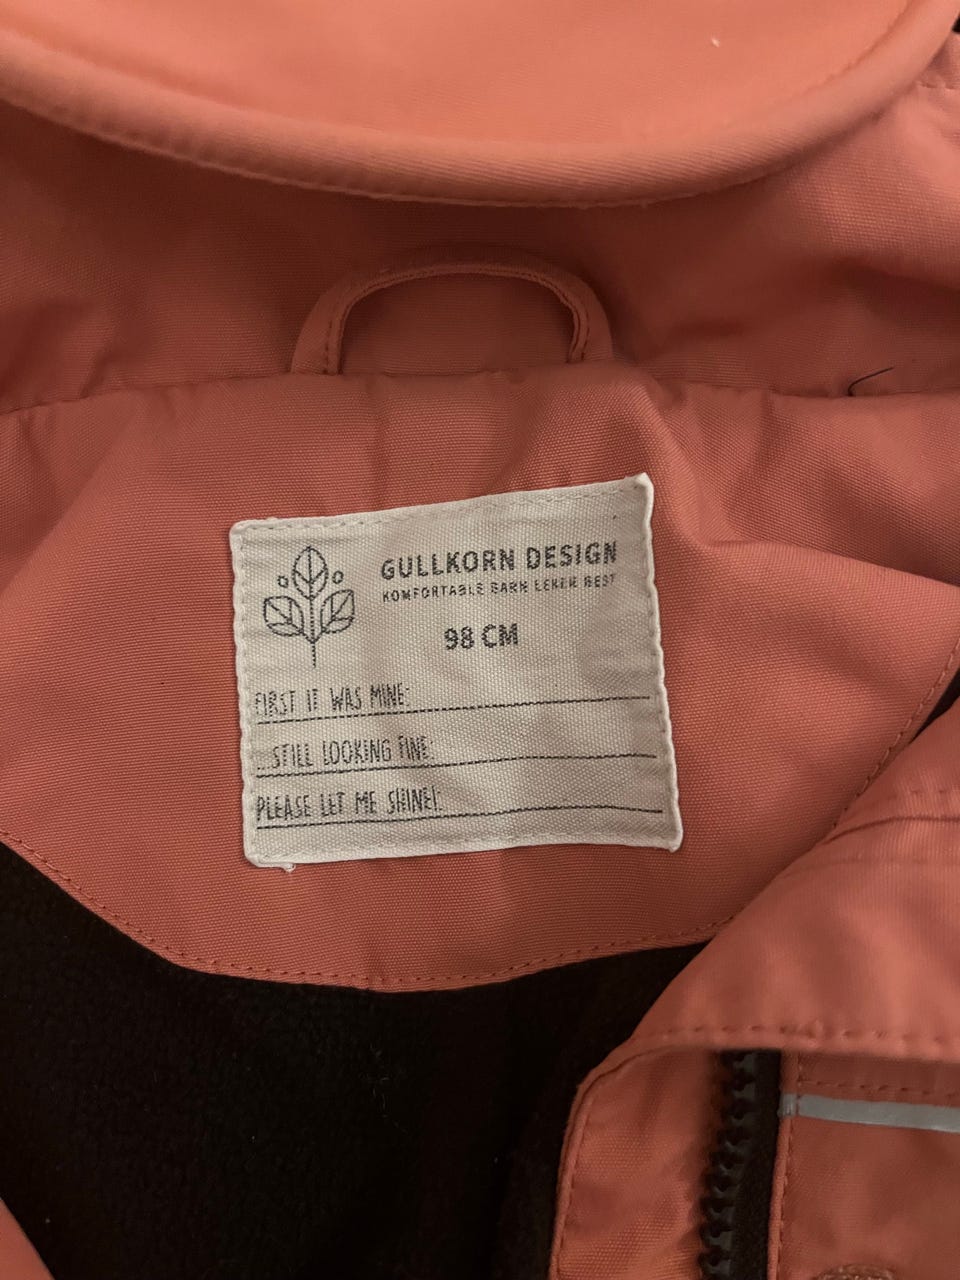 GULLKORN DESIGN
KOMFORTABLE BARN LEKER BEST
98 CM
FIRST IT WAS MINE:
...STILL LOOKING FINE:
PLEASE LET ME SHINE!: